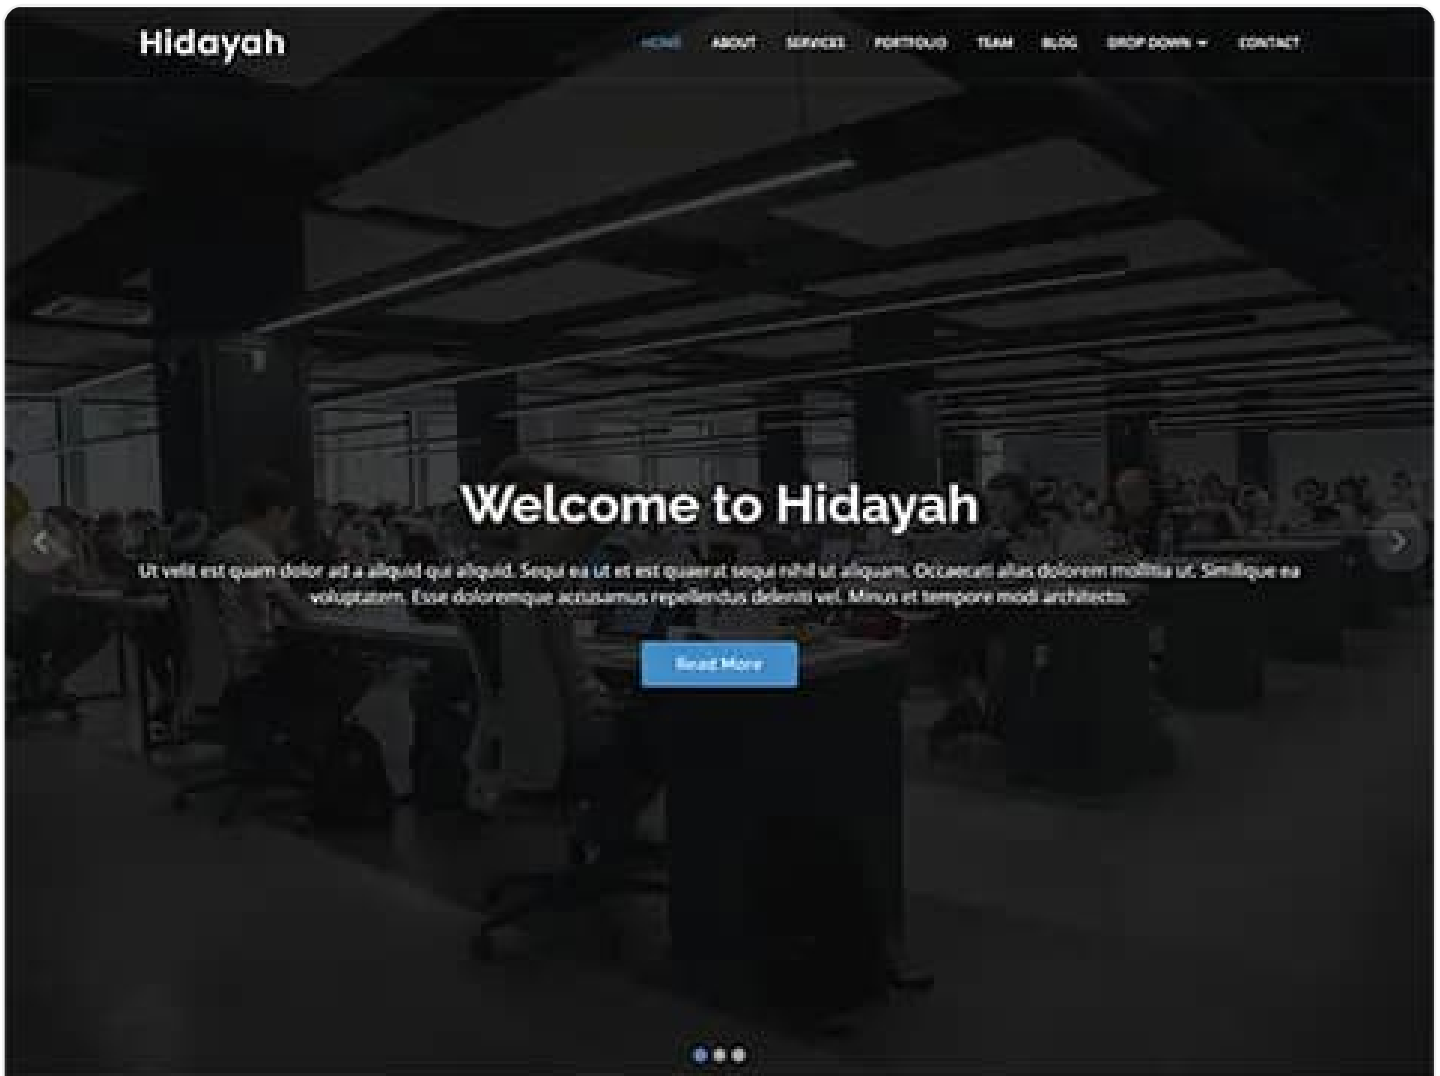 Hidayah
HOME ABOUT SERVICES PORTFOLIO TEAM BLOG DROP DOWN CONTACT
Welcome to Hidayah
Ut velit est quam dolor ad a aliquid qui aliquid. Sequi ea ut et est quaerat sequi nihil ut aliquam. Occaecati alias dolorem mollitia ut. Similique ea
voluptatem. Esse doloremque accusamus repellendus deleniti vel. Minus et tempore modi architecto.
Read More